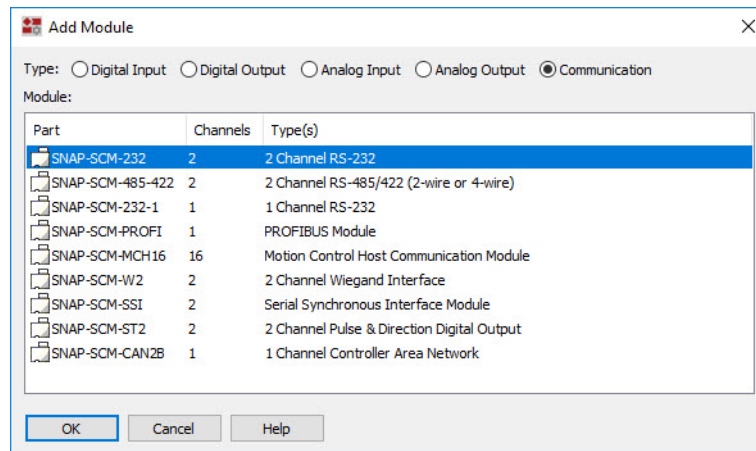 Add Module
Type: Digital Input Digital Output Analog Input Analog Output Communication
Module:
Part Channels Type(s)
SNAP-SCM-232 2 2 Channel RS-232
SNAP-SCM-485-422 2 2 Channel RS-485/422 (2-wire or 4-wire)
SNAP-SCM-232-1 1 1 Channel RS-232
SNAP-SCM-PROFI 1 PROFIBUS Module
SNAP-SCM-MCH16 16 Motion Control Host Communication Module
SNAP-SCM-W2 2 2 Channel Wiegand Interface
SNAP-SCM-SSI 2 Serial Synchronous Interface Module
SNAP-SCM-ST2 2 2 Channel Pulse & Direction Digital Output
SNAP-SCM-CAN2B 1 1 Channel Controller Area Network
OK Cancel Help